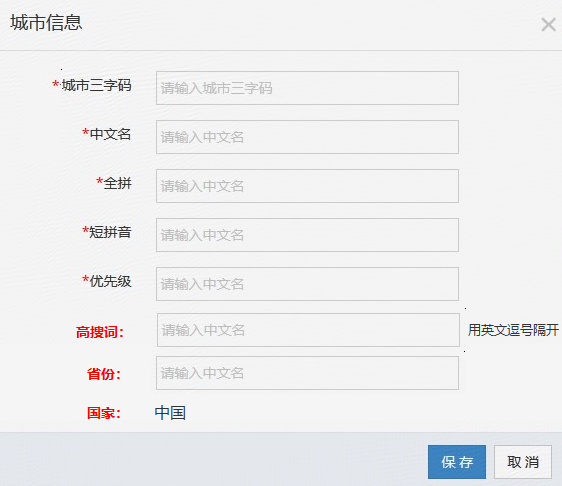 城市信息
*城市三字码 请输入城市三字码
*中文名 请输入中文名
*全拼 请输入中文名
*短拼音 请输入中文名
*优先级 请输入中文名
高搜词： 请输入中文名 用英文逗号隔开
省份： 请输入中文名
国家： 中国
保存 取消